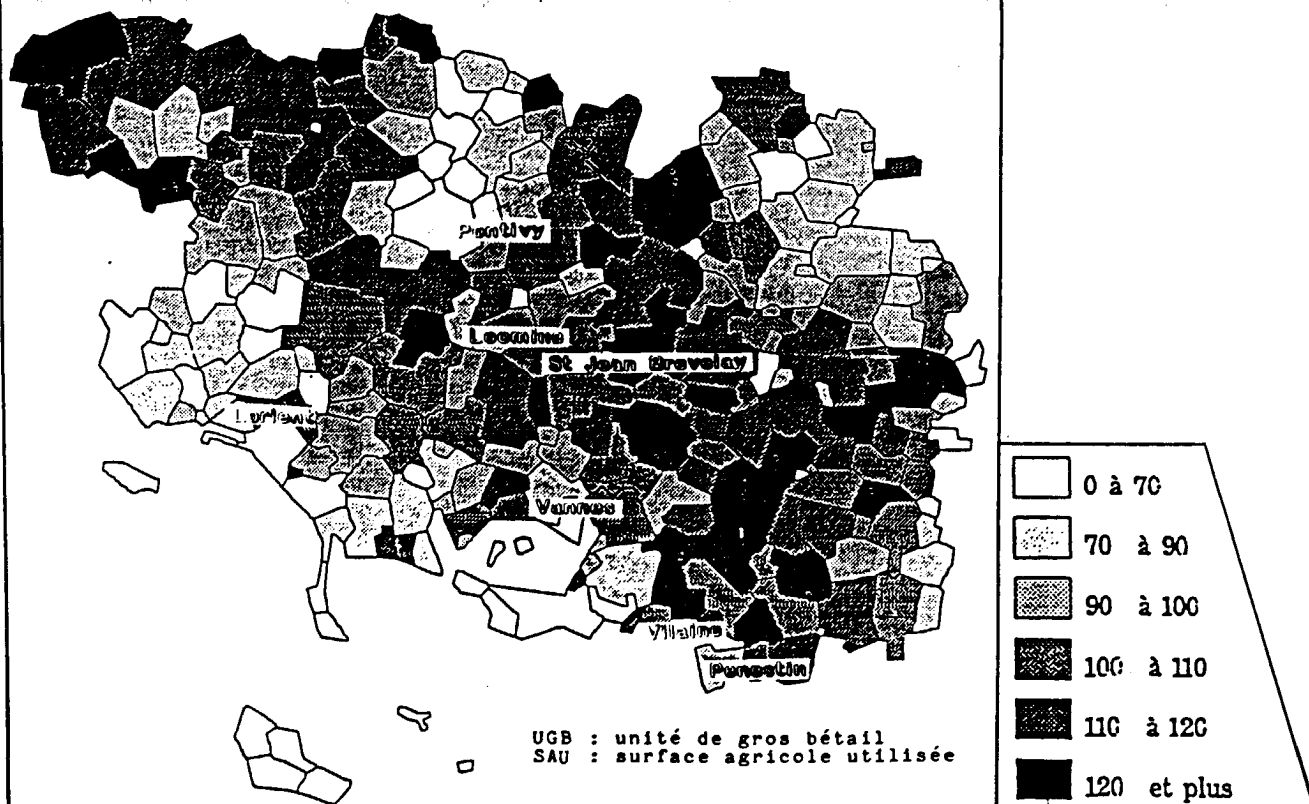 Pontivy
Locmine
St Jean Brevelay
Lorient
Vannes
Vilaine
Penestin
UGB : unité de gros bétail
SAU : surface agricole utilisée
0 à 70
70 à 90
90 à 100
100 à 110
110 à 120
120 et plus